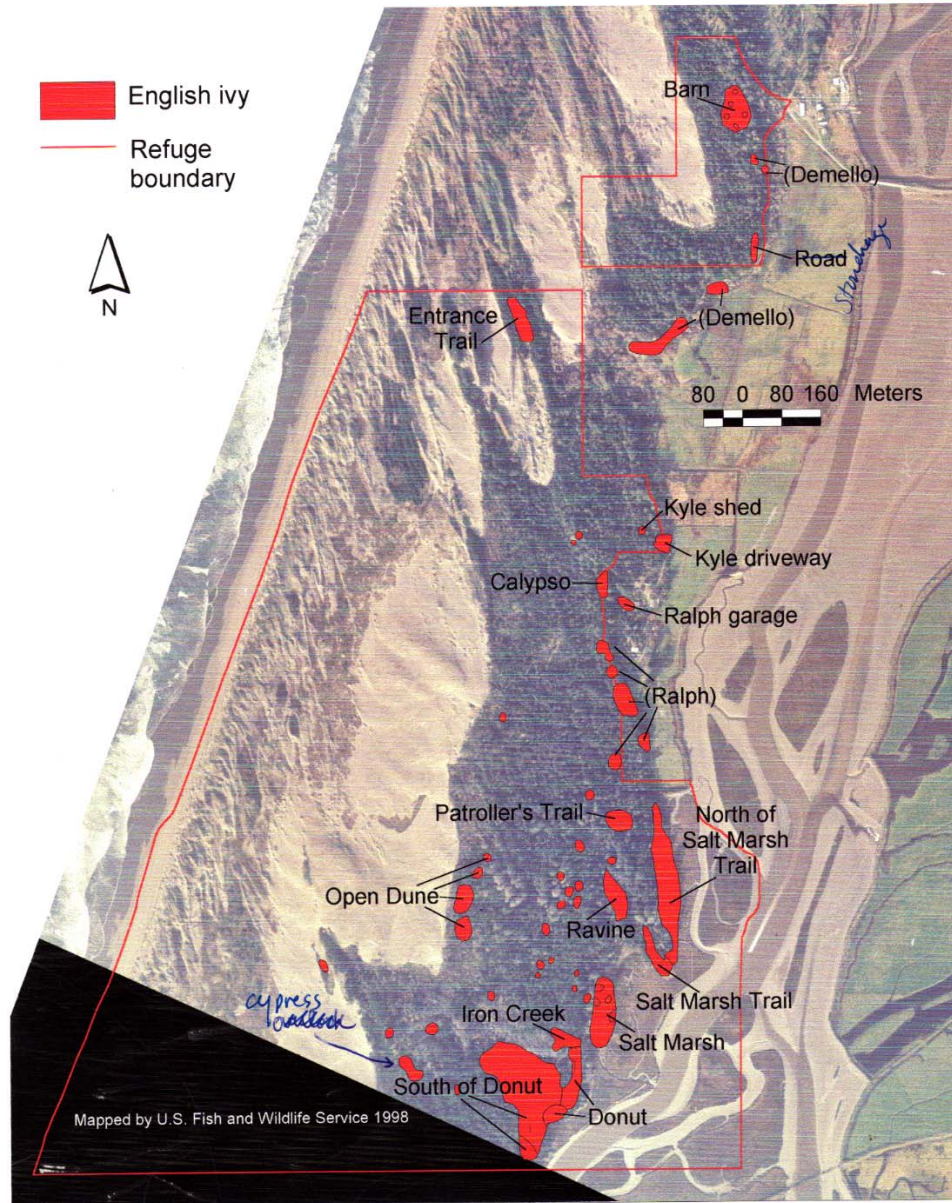 English ivy
Refuge
boundary
N
Barn
(Demello)
Road
Stonehage
Entrance
Trail
(Demello)
80 0 80 160 Meters
Kyle shed
Kyle driveway
Calypso
Ralph garage
(Ralph)
Patroller's Trail
North of
Salt Marsh
Trail
Open Dune
Ravine
Salt Marsh Trail
cypress
Iron Creek
Salt Marsh
South of Donut
Donut
Mapped by U.S. Fish and Wildlife Service 1998